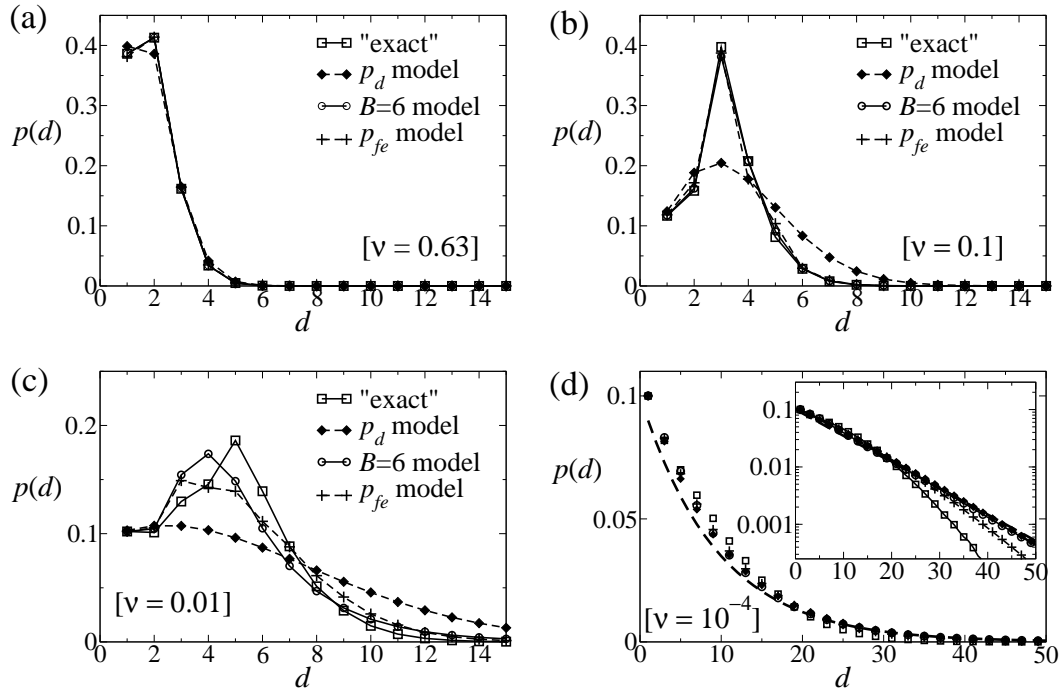 (a)
0.4
0.3
p(d)
0.2
0.1
0
0 2 4 6 8 10 12 14
d
"exact"
p_d model
B=6 model
p_fe model
[ν = 0.63]
(b)
0.4
0.3
p(d)
0.2
0.1
0
0 2 4 6 8 10 12 14
d
"exact"
p_d model
B=6 model
p_fe model
[ν = 0.1]
(c)
0.2
p(d)
0.1
0
0 2 4 6 8 10 12 14
d
"exact"
p_d model
B=6 model
p_fe model
[ν = 0.01]
(d)
0.1
p(d)
0.05
0
0 10 20 30 40 50
d
[ν = 10⁻⁴]
0.1
0.01
0.001
0 10 20 30 40 50